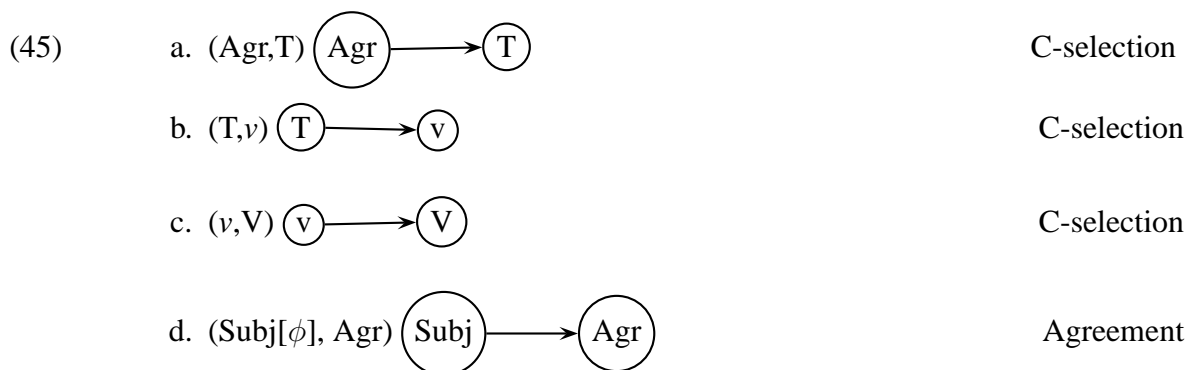 (45) a. (Agr,T) Agr T C-selection
b. (T,v) T v C-selection
c. (v,V) v V C-selection
d. (Subj[ϕ], Agr) Subj Agr Agreement